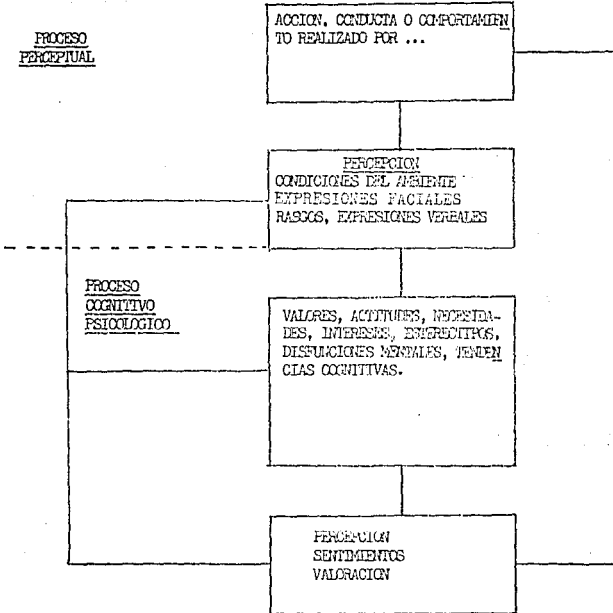 PROCESO
PERCEPTUAL
ACCION, CONDUCTA O COMPORTAMIEN
TO REALIZADO POR ...
PERCEPCION
CONDICIONES DEL AMBIENTE
EXPRESIONES FACIALES
RASGOS, EXPRESIONES VERBALES
PROCESO
COGNITIVO
PSICOLOGICO
VALORES, ACTITUDES, NECESIDA-
DES, INTERESES, ESTEREOTIPOS,
DISFUNCIONES MENTALES, TENDEN
CIAS COGNITIVAS.
PERCEPCION
SENTIMIENTOS
VALORACION